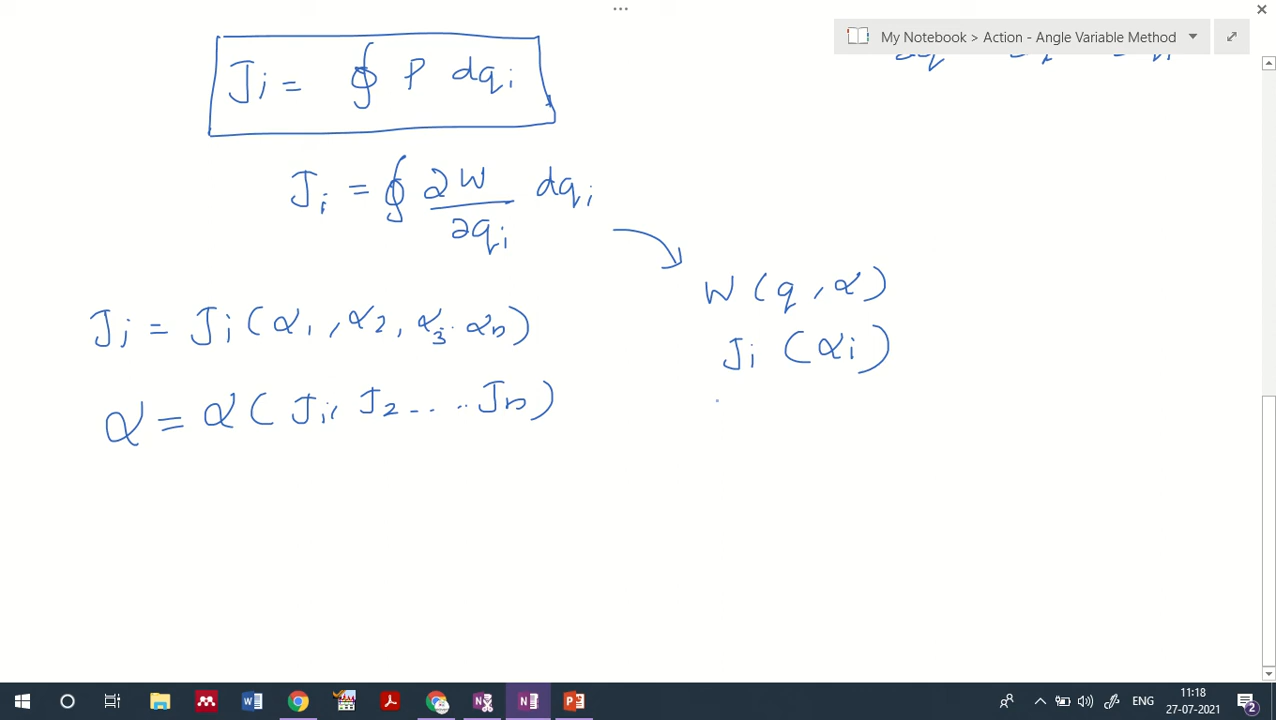 My Notebook > Action - Angle Variable Method
Ji = ∮ P dqi
Ji = ∮ ∂W/∂qi dqi
W (q, α)
Ji = Ji (α1, α2, α3.. αn)
Ji (αi)
α = α (J1, J2 ... .. Jn)
ENG
11:18
27-07-2021
2